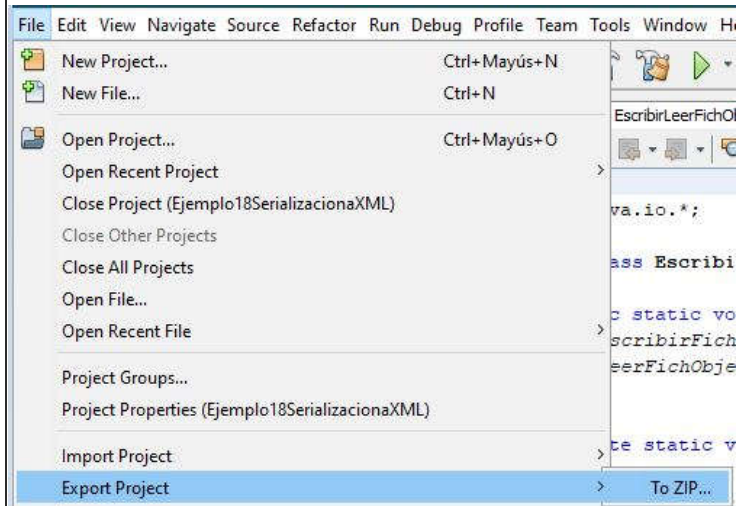 File Edit View Navigate Source Refactor Run Debug Profile Team Tools Window
New Project... Ctrl+Mayús+N
New File... Ctrl+N
EscribirLeerFichO
Open Project... Ctrl+Mayús+O
Open Recent Project
Close Project (Ejemplo18SerializacionaXML)
va.io.*;
Close Other Projects
Close All Projects
ass Escribi
Open File...
c static vo
Open Recent File
scribirFich
eerFichObje
Project Groups...
Project Properties (Ejemplo18SerializacionaXML)
te static v
Import Project
Export Project
To ZIP...